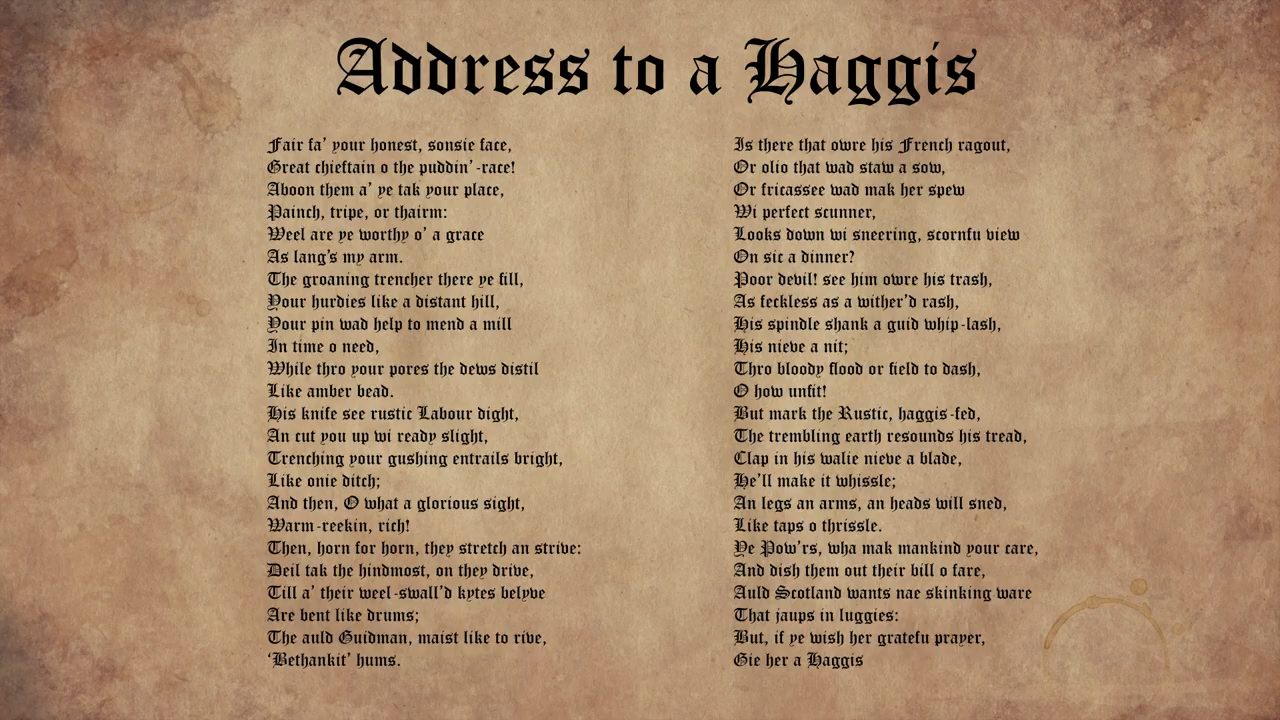 Address to a Haggis
Fair fa' your honest, sonsie face,
Great chieftain o the puddin'-race!
Aboon them a' ye tak your place,
Painch, tripe, or thairm:
Weel are ye worthy o' a grace
As lang's my arm.
The groaning trencher there ye fill,
Your hurdies like a distant hill,
Your pin wad help to mend a mill
In time o need,
While thro your pores the dews distil
Like amber bead.
His knife see rustic Labour dight,
An cut you up wi ready slight,
Trenching your gushing entrails bright,
Like onie ditch;
And then, O what a glorious sight,
Warm-reekin, rich!
Then, horn for horn, they stretch an strive:
Deil tak the hindmost, on they drive,
Till a' their weel-swall'd kytes belyve
Are bent like drums;
The auld Guidman, maist like to rive,
'Bethankit' hums.
Is there that owre his French ragout,
Or olio that wad staw a sow,
Or fricassee wad mak her spew
Wi perfect scunner,
Looks down wi sneering, scornfu view
On sic a dinner?
Poor devil! see him owre his trash,
As feckless as a wither'd rash,
His spindle shank a guid whip-lash,
His nieve a nit;
Thro bloody flood or field to dash,
O how unfit!
But mark the Rustic, haggis-fed,
The trembling earth resounds his tread,
Clap in his walie nieve a blade,
He'll make it whissle;
An legs an arms, an heads will sned,
Like taps o thrissle.
Ye Pow'rs, wha mak mankind your care,
And dish them out their bill o fare,
Auld Scotland wants nae skinking ware
That jaups in luggies:
But, if ye wish her gratefu prayer,
Gie her a Haggis